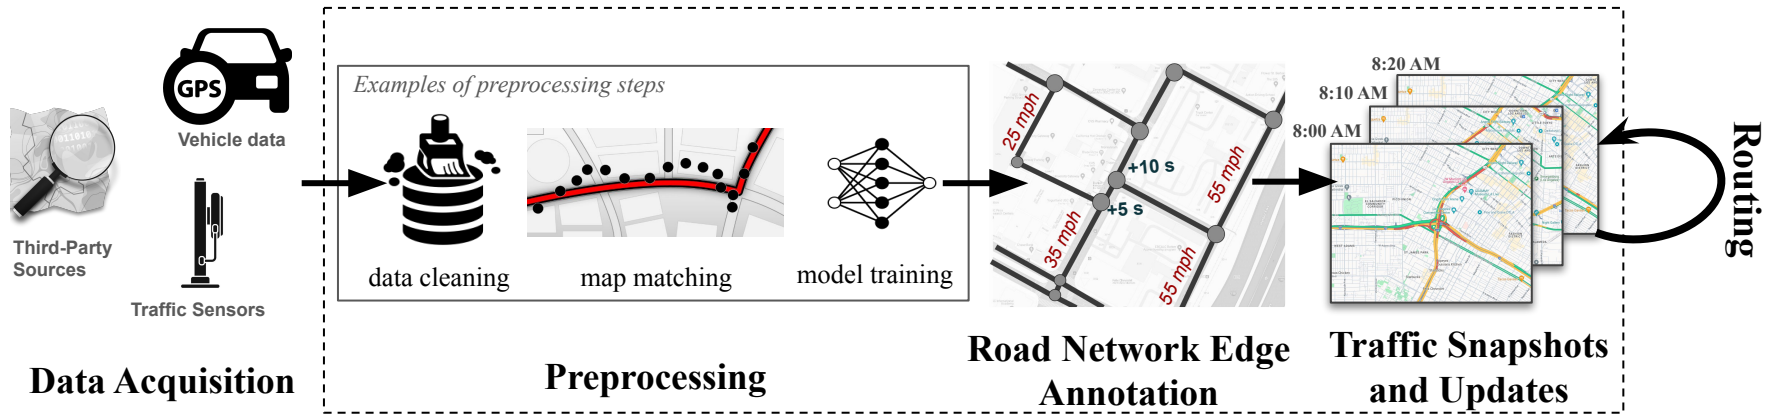 GPS
Vehicle data
Third-Party
Sources
Traffic Sensors
Data Acquisition
Examples of preprocessing steps
data cleaning
map matching
model training
Preprocessing
25 mph
+10 s
+5 s
35 mph
55 mph
55 mph
Road Network Edge
Annotation
8:20 AM
8:10 AM
8:00 AM
Traffic Snapshots
and Updates
Routing